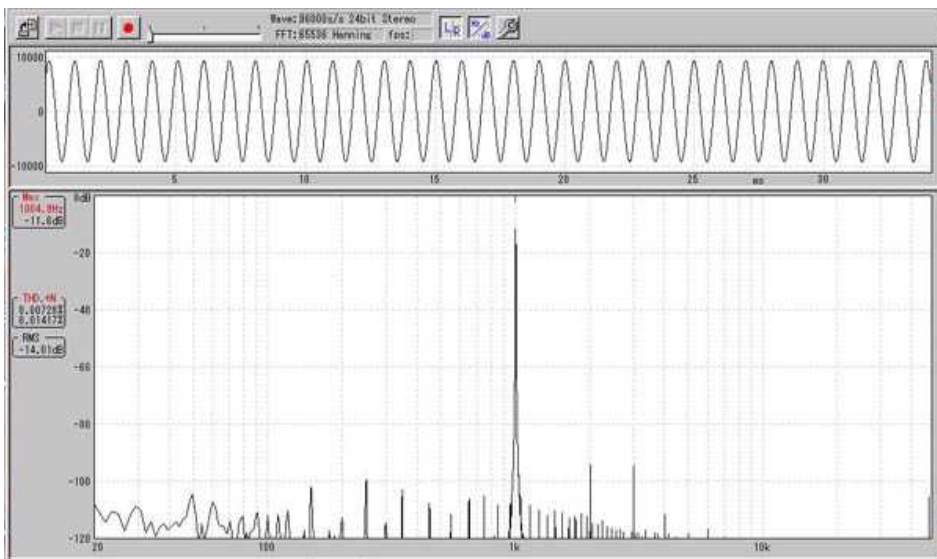 Wave:96000s/s 24bit Stereo
FFT:65536 Hanning fps:
L/R
10000
0
-10000
5 10 15 20 25 ms 30
Max
1004.9Hz
-11.6dB
THD,+N
0.00728%
0.01417%
RMS
-14.01dB
0dB
-20
-40
-60
-80
-100
-120
20 100 1k 10k